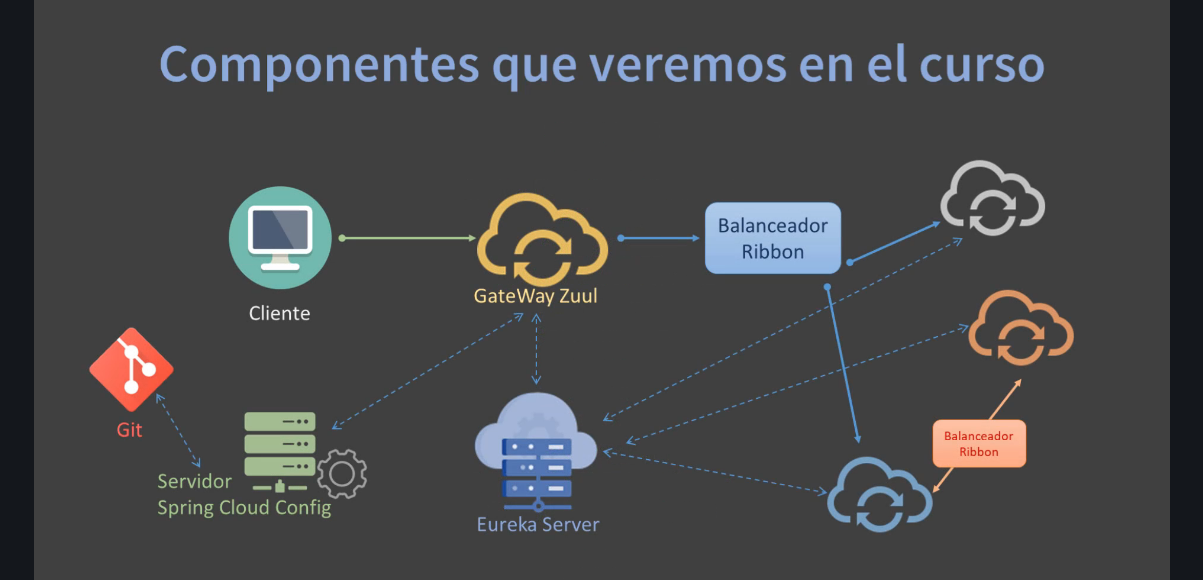 Componentes que veremos en el curso
Balanceador
Ribbon
GateWay Zuul
Cliente
Git
Balanceador
Ribbon
Servidor
Spring Cloud Config
Eureka Server